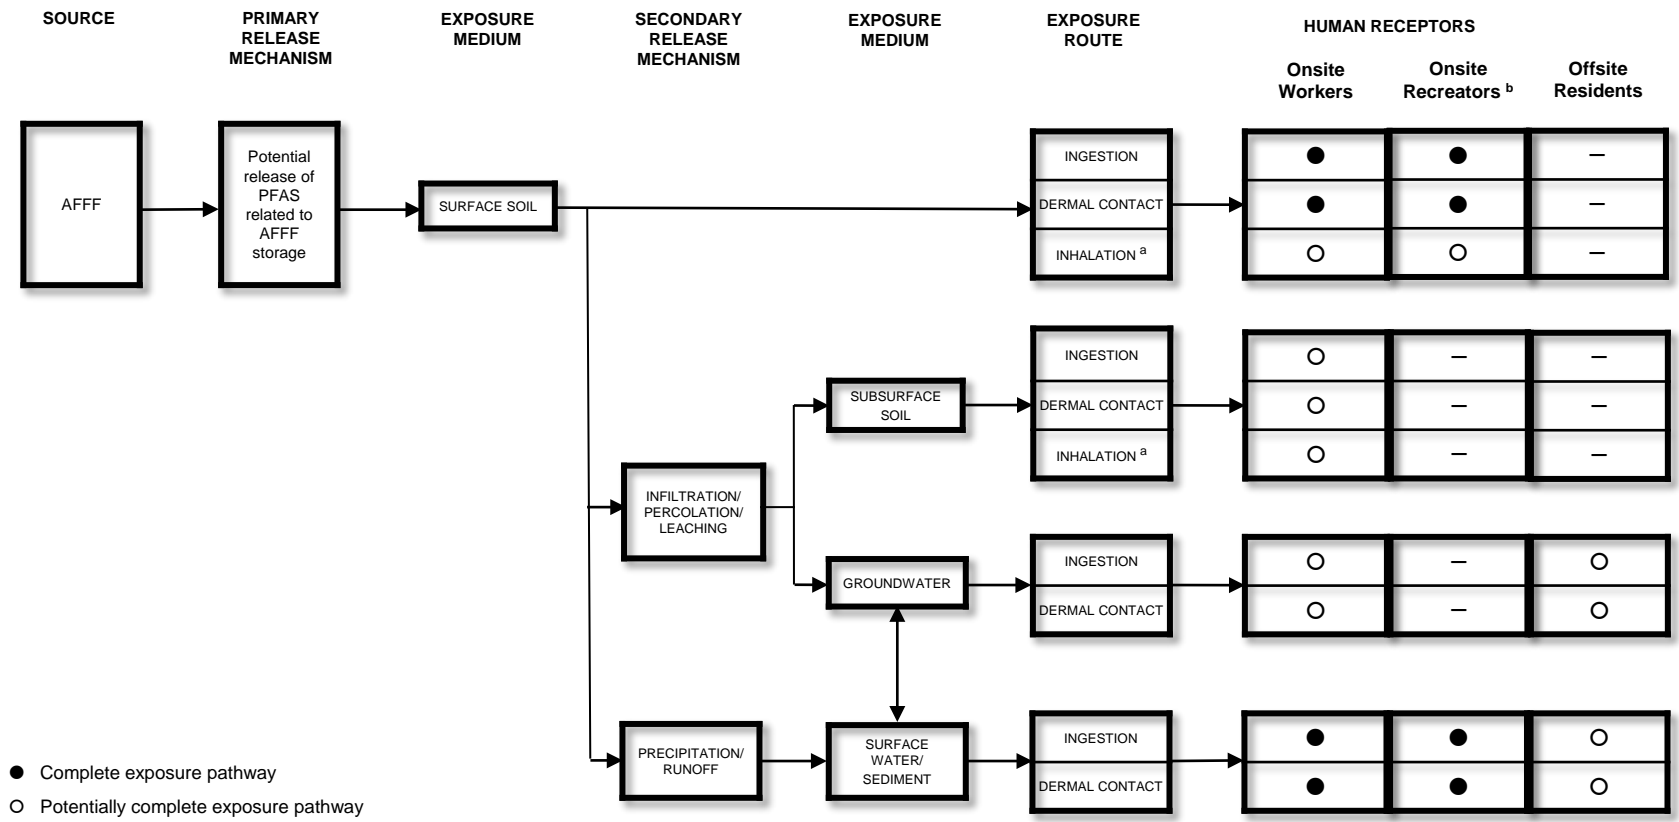 SOURCE
PRIMARY
RELEASE
MECHANISM
EXPOSURE
MEDIUM
SECONDARY
RELEASE
MECHANISM
EXPOSURE
MEDIUM
EXPOSURE
ROUTE
HUMAN RECEPTORS
Onsite
Workers
Onsite
Recreators b
Offsite
Residents
AFFF
Potential
release of
PFAS
related to
AFFF
storage
SURFACE SOIL
INGESTION ● ● –
DERMAL CONTACT ● ● –
INHALATION a ○ ○ –
SUBSURFACE
SOIL
INGESTION ○ – –
DERMAL CONTACT ○ – –
INHALATION a ○ – –
INFILTRATION/
PERCOLATION/
LEACHING
GROUNDWATER
INGESTION ○ – ○
DERMAL CONTACT ○ – ○
PRECIPITATION/
RUNOFF
SURFACE
WATER/
SEDIMENT
INGESTION ● ● ○
DERMAL CONTACT ● ● ○
● Complete exposure pathway
○ Potentially complete exposure pathway